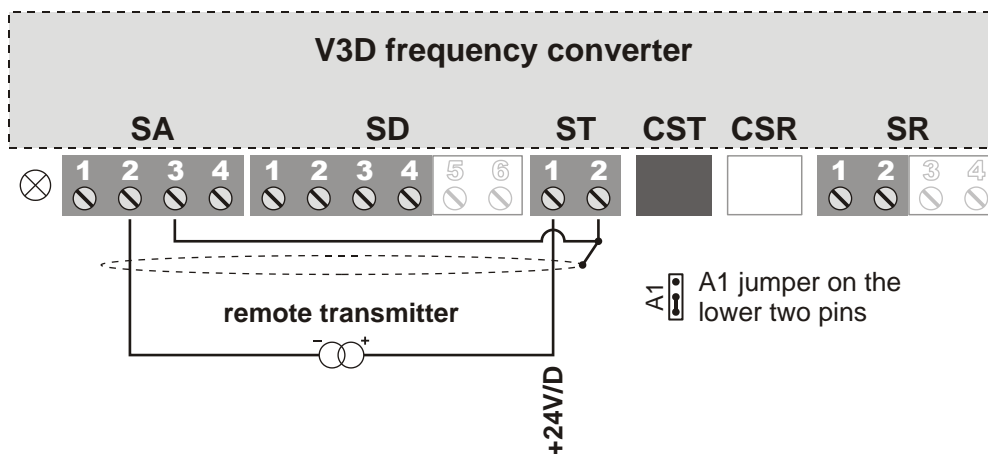 V3D frequency converter
SA SD ST CST CSR SR
1 2 3 4 1 2 3 4 5 6 1 2 1 2 3 4
A1 A1 jumper on the
lower two pins
remote transmitter
- +
+24V/D